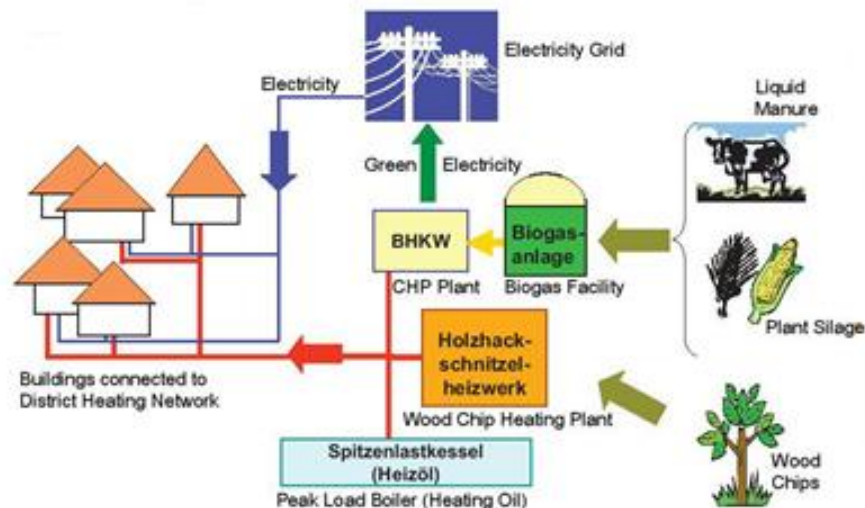 Electricity Grid
Electricity
Liquid
Manure
Green Electricity
BHKW
CHP Plant
Biogas-
anlage
Biogas Facility
Plant Silage
Holzhack-
schnitzel-
heizwerk
Wood Chip Heating Plant
Buildings connected to
District Heating Network
Spitzenlastkessel
(Heizöl)
Peak Load Boiler (Heating Oil)
Wood
Chips